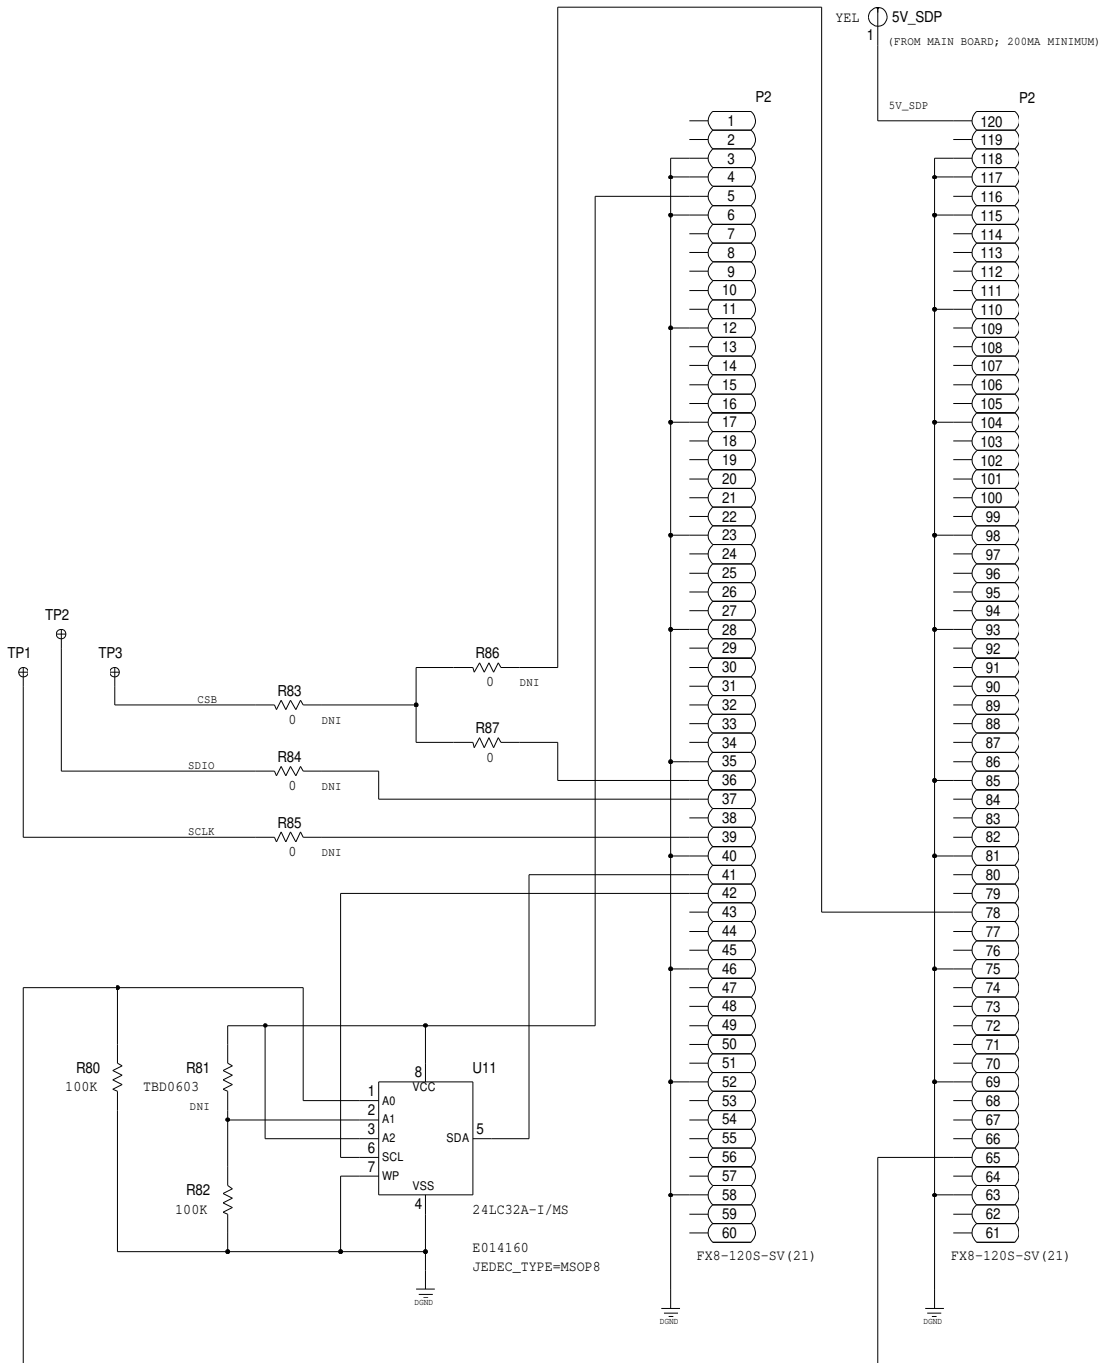 YEL 5V_SDP
1 (FROM MAIN BOARD; 200MA MINIMUM)
P2
1
2
3
4
5
6
7
8
9
10
11
12
13
14
15
16
17
18
19
20
21
22
23
24
25
26
27
28
29
30
31
32
33
34
35
36
37
38
39
40
41
42
43
44
45
46
47
48
49
50
51
52
53
54
55
56
57
58
59
60
FX8-120S-SV(21)
DGND
P2
5V_SDP
120
119
118
117
116
115
114
113
112
111
110
109
108
107
106
105
104
103
102
101
100
99
98
97
96
95
94
93
92
91
90
89
88
87
86
85
84
83
82
81
80
79
78
77
76
75
74
73
72
71
70
69
68
67
66
65
64
63
62
61
FX8-120S-SV(21)
DGND
TP2
TP1
TP3
CSB
R83
0 DNI
R86
0 DNI
R87
0
SDIO
R84
0 DNI
SCLK
R85
0 DNI
R80
100K
R81
TBD0603
DNI
R82
100K
U11
8
VCC
1 A0
2 A1
3 A2
6 SCL
7 WP
SDA 5
VSS
4
24LC32A-I/MS
E014160
JEDEC_TYPE=MSOP8
DGND